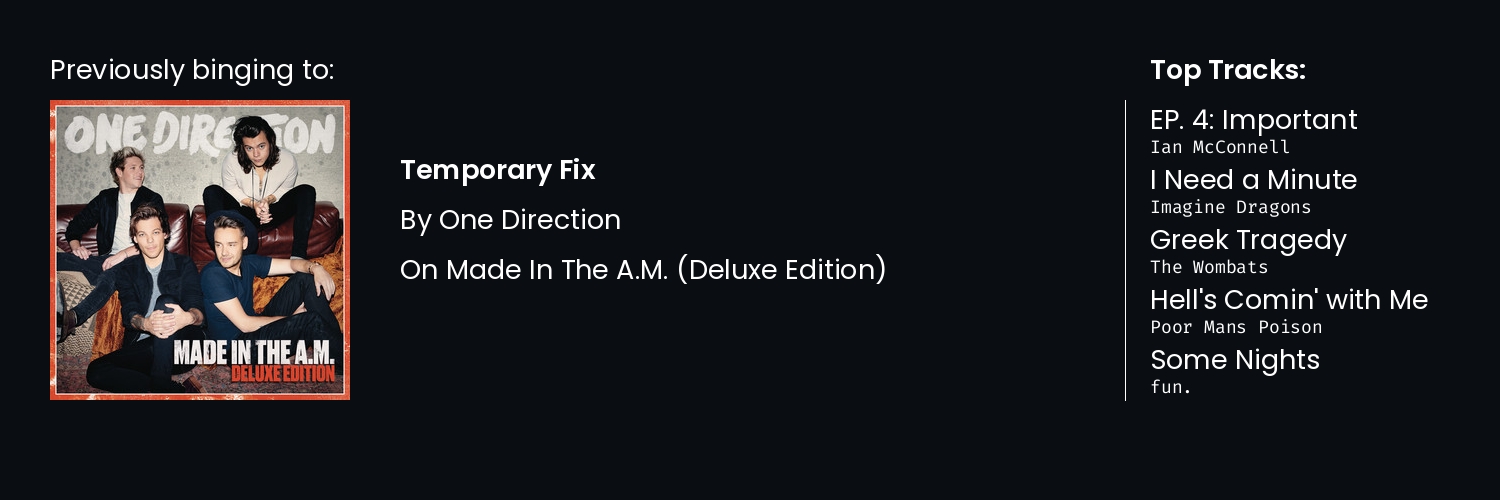 Previously binging to:
ONE DIRECTION
MADE IN THE A.M.
DELUXE EDITION
Temporary Fix
By One Direction
On Made In The A.M. (Deluxe Edition)
Top Tracks:
EP. 4: Important
Ian McConnell
I Need a Minute
Imagine Dragons
Greek Tragedy
The Wombats
Hell's Comin' with Me
Poor Mans Poison
Some Nights
fun.